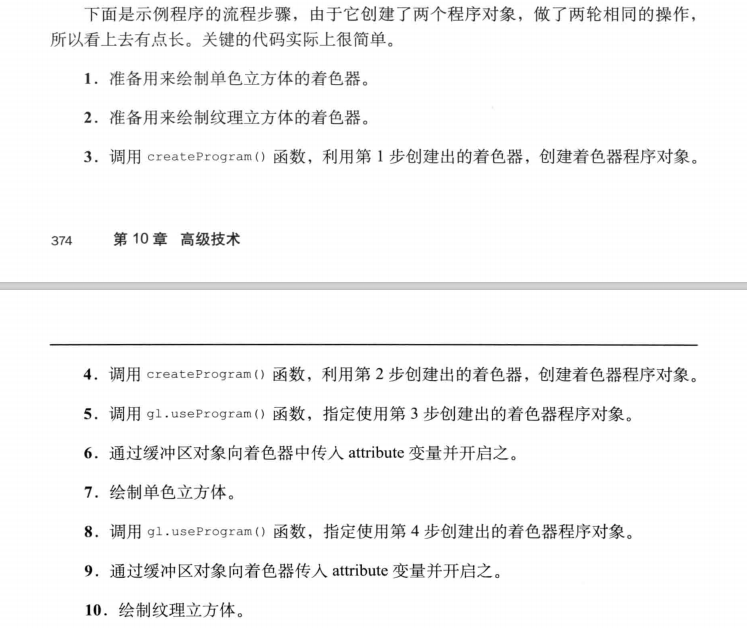 下面是示例程序的流程步骤，由于它创建了两个程序对象，做了两轮相同的操作，
所以看上去有点长。关键的代码实际上很简单。
1．准备用来绘制单色立方体的着色器。
2．准备用来绘制纹理立方体的着色器。
3．调用 createProgram() 函数，利用第 1 步创建出的着色器，创建着色器程序对象。
374 第 10 章 高级技术
4．调用 createProgram() 函数，利用第 2 步创建出的着色器，创建着色器程序对象。
5．调用 gl.useProgram() 函数，指定使用第 3 步创建出的着色器程序对象。
6．通过缓冲区对象向着色器中传入 attribute 变量并开启之。
7．绘制单色立方体。
8．调用 gl.useProgram() 函数，指定使用第 4 步创建出的着色器程序对象。
9．通过缓冲区对象向着色器传入 attribute 变量并开启之。
10．绘制纹理立方体。